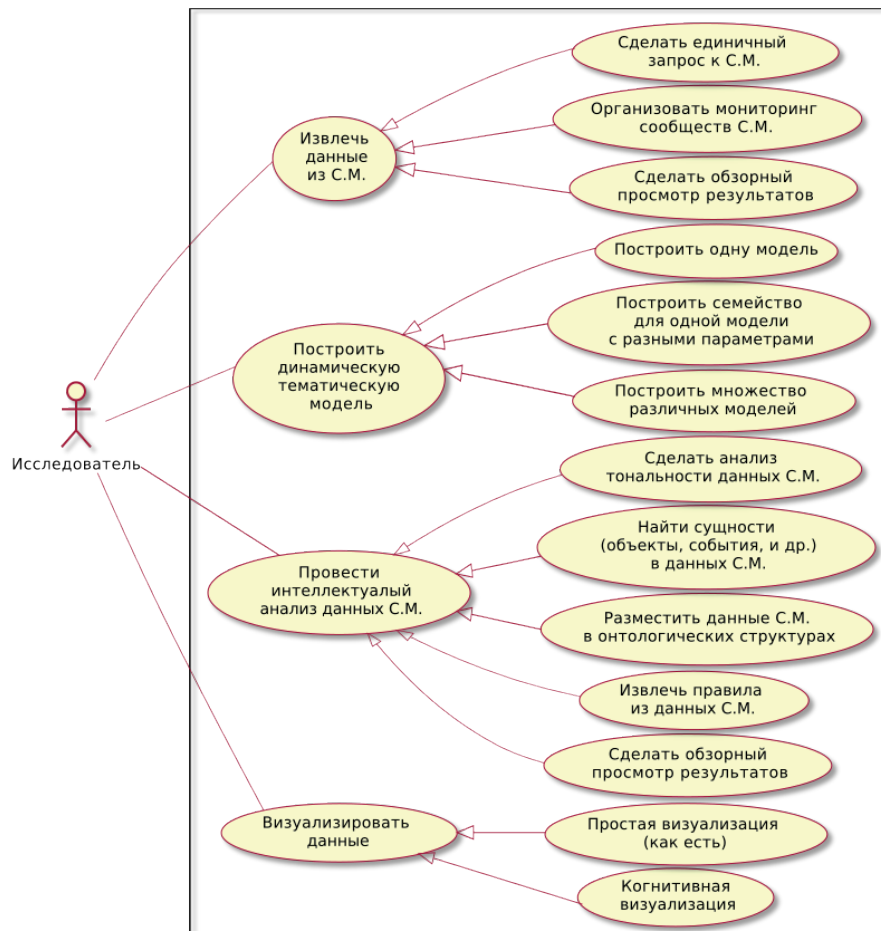 Сделать единичный
запрос к С.М.
Организовать мониторинг
сообществ С.М.
Извлечь
данные
из С.М.
Сделать обзорный
просмотр результатов
Построить одну модель
Построить семейство
для одной модели
с разными параметрами
Построить
динамическую
тематическую
модель
Построить множество
различных моделей
Исследователь
Сделать анализ
тональности данных С.М.
Найти сущности
(объекты, события, и др.)
в данных С.М.
Провести
интеллектуалый
анализ данных С.М.
Разместить данные С.М.
в онтологических структурах
Извлечь правила
из данных С.М.
Сделать обзорный
просмотр результатов
Визуализировать
данные
Простая визуализация
(как есть)
Когнитивная
визуализация